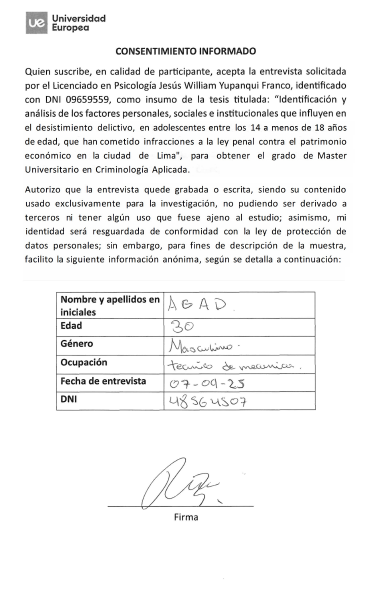 ue Universidad
Europea
CONSENTIMIENTO INFORMADO
Quien suscribe, en calidad de participante, acepta la entrevista solicitada
por el Licenciado en Psicología Jesús William Yupanqui Franco, identificado
con DNI 09659559, como insumo de la tesis titulada: "Identificación y
análisis de los factores personales, sociales e institucionales que influyen en
el desistimiento delictivo, en adolescentes entre los 14 a menos de 18 años
de edad, que han cometido infracciones a la ley penal contra el patrimonio
económico en la ciudad de Lima", para obtener el grado de Master
Universitario en Criminología Aplicada.
Autorizo que la entrevista quede grabada o escrita, siendo su contenido
usado exclusivamente para la investigación, no pudiendo ser derivado a
terceros ni tener algún uso que fuese ajeno al estudio; asimismo, mi
identidad será resguardada de conformidad con la ley de protección de
datos personales; sin embargo, para fines de descripción de la muestra,
facilito la siguiente información anónima, según se detalla a continuación:
Nombre y apellidos en
iniciales AGAD
Edad 30
Género Masculino.
Ocupación tecnico de mecanica.
Fecha de entrevista 07-09-25
DNI 48564507
Firma